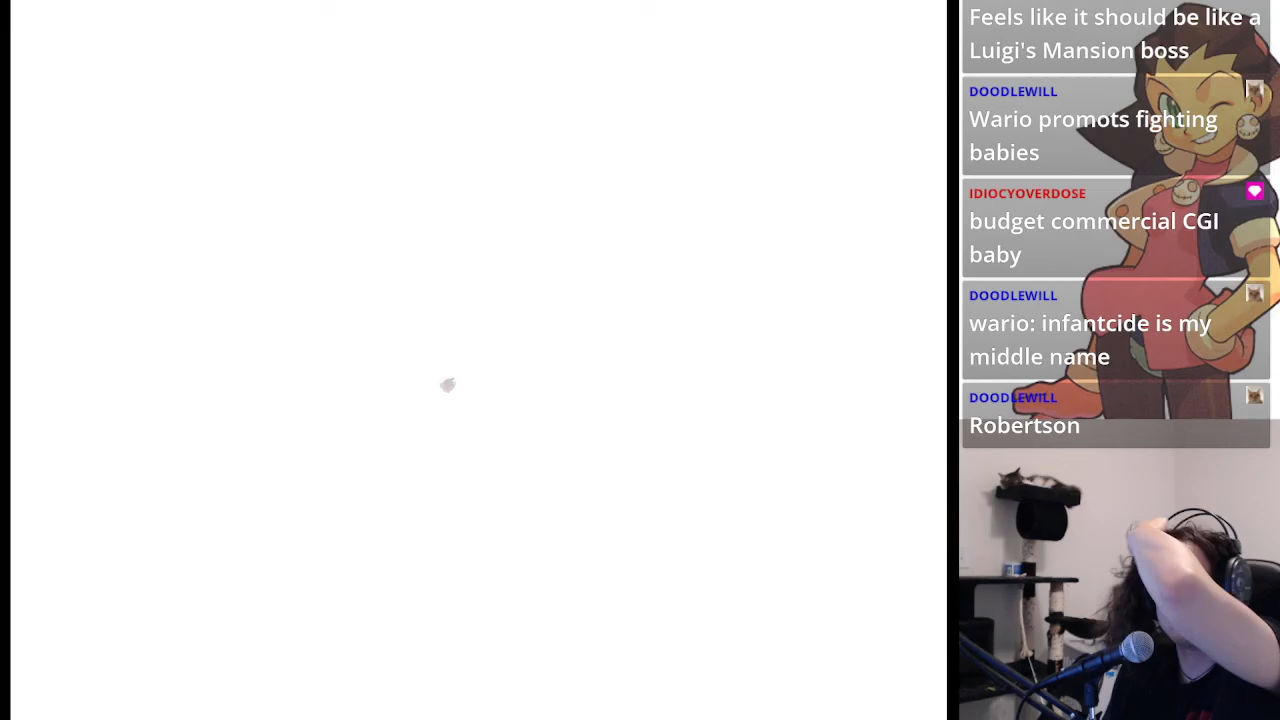 Feels like it should be like a
Luigi's Mansion boss
DOODLEWILL
Wario promots fighting
babies
IDIOCYOVERDOSE
budget commercial CGI
baby
DOODLEWILL
wario: infantcide is my
middle name
DOODLEWILL
Robertson